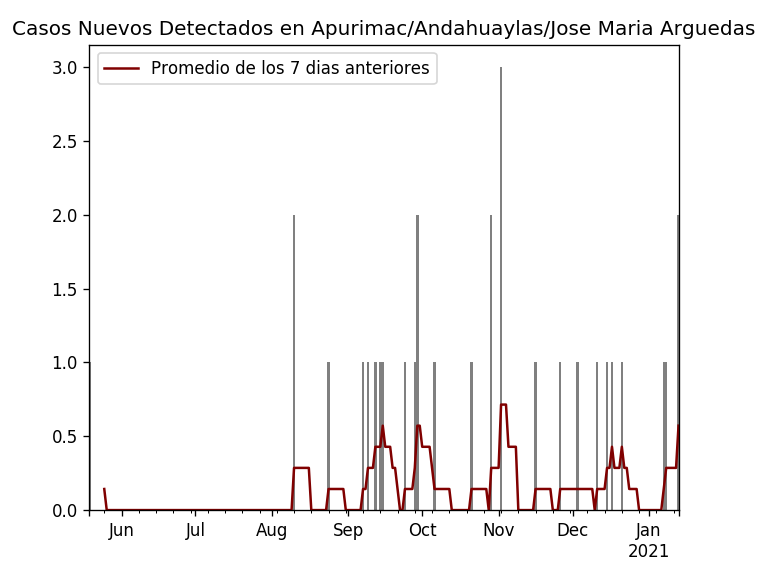 Casos Nuevos Detectados en Apurimac/Andahuaylas/Jose Maria Arguedas
Promedio de los 7 dias anteriores
3.0
2.5
2.0
1.5
1.0
0.5
0.0
Jun Jul Aug Sep Oct Nov Dec Jan
2021